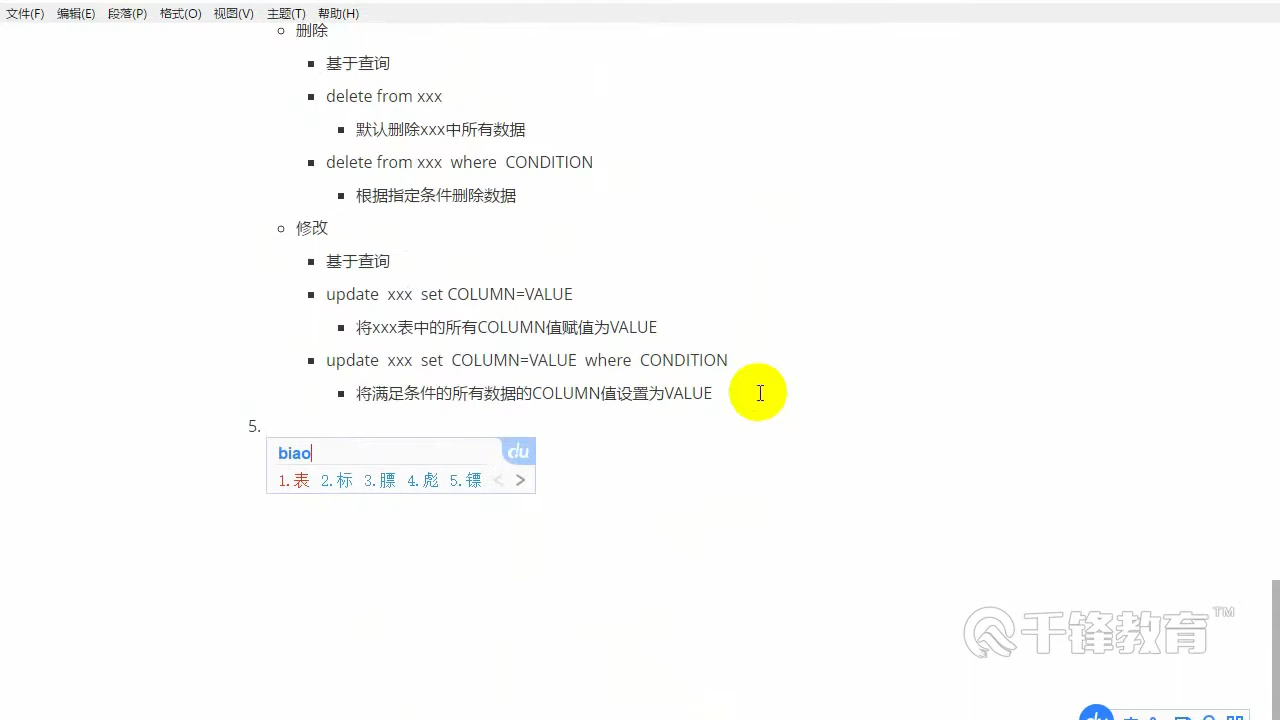 文件(F) 编辑(E) 段落(P) 格式(O) 视图(V) 主题(T) 帮助(H)
删除
基于查询
delete from xxx
默认删除xxx中所有数据
delete from xxx where CONDITION
根据指定条件删除数据
修改
基于查询
update xxx set COLUMN=VALUE
将xxx表中的所有COLUMN值赋值为VALUE
update xxx set COLUMN=VALUE where CONDITION
将满足条件的所有数据的COLUMN值设置为VALUE
5.
biao
du
1.表 2.标 3.膘 4.彪 5.镖 < >
千锋教育TM